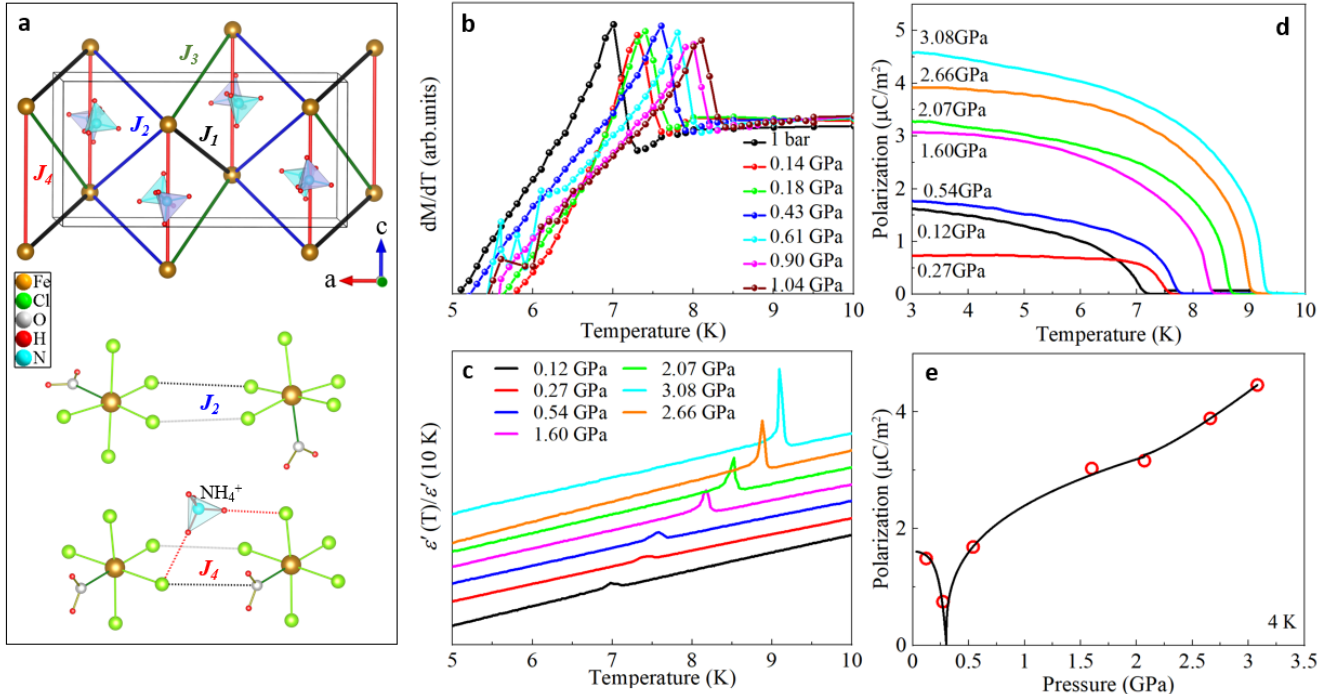 a
J3
J2
J1
J4
c
a
Fe
Cl
O
H
N
J2
NH4+
J4
b
dM/dT (arb.units)
1 bar
0.14 GPa
0.18 GPa
0.43 GPa
0.61 GPa
0.90 GPa
1.04 GPa
5 6 7 8 9 10
Temperature (K)
c
0.12 GPa
0.27 GPa
0.54 GPa
1.60 GPa
2.07 GPa
3.08 GPa
2.66 GPa
ε′(T)/ε′ (10 K)
5 6 7 8 9 10
Temperature (K)
d
Polarization (μC/m2)
5
4
3
2
1
0
3.08GPa
2.66GPa
2.07GPa
1.60GPa
0.54GPa
0.12GPa
0.27GPa
3 4 5 6 7 8 9 10
Temperature (K)
e
Polarization (μC/m2)
4
2
0
4 K
0 0.5 1.0 1.5 2.0 2.5 3.0 3.5
Pressure (GPa)